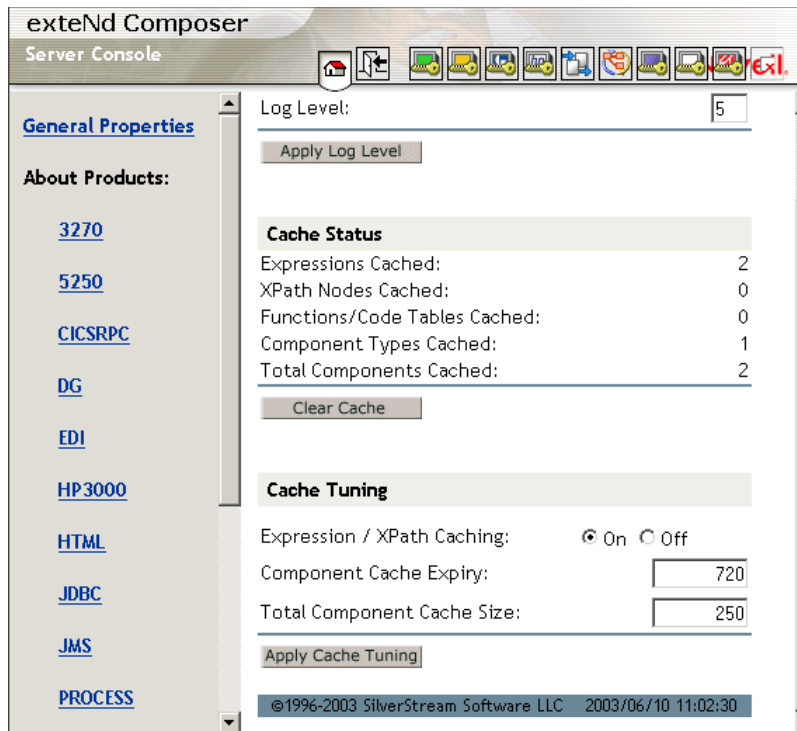 exteNd Composer
Server Console
General Properties
About Products:
3270
5250
CICSRPC
DG
EDI
HP3000
HTML
JDBC
JMS
PROCESS
Log Level: 5
Apply Log Level
Cache Status
Expressions Cached: 2
XPath Nodes Cached: 0
Functions/Code Tables Cached: 0
Component Types Cached: 1
Total Components Cached: 2
Clear Cache
Cache Tuning
Expression / XPath Caching: On Off
Component Cache Expiry: 720
Total Component Cache Size: 250
Apply Cache Tuning
©1996-2003 SilverStream Software LLC 2003/06/10 11:02:30